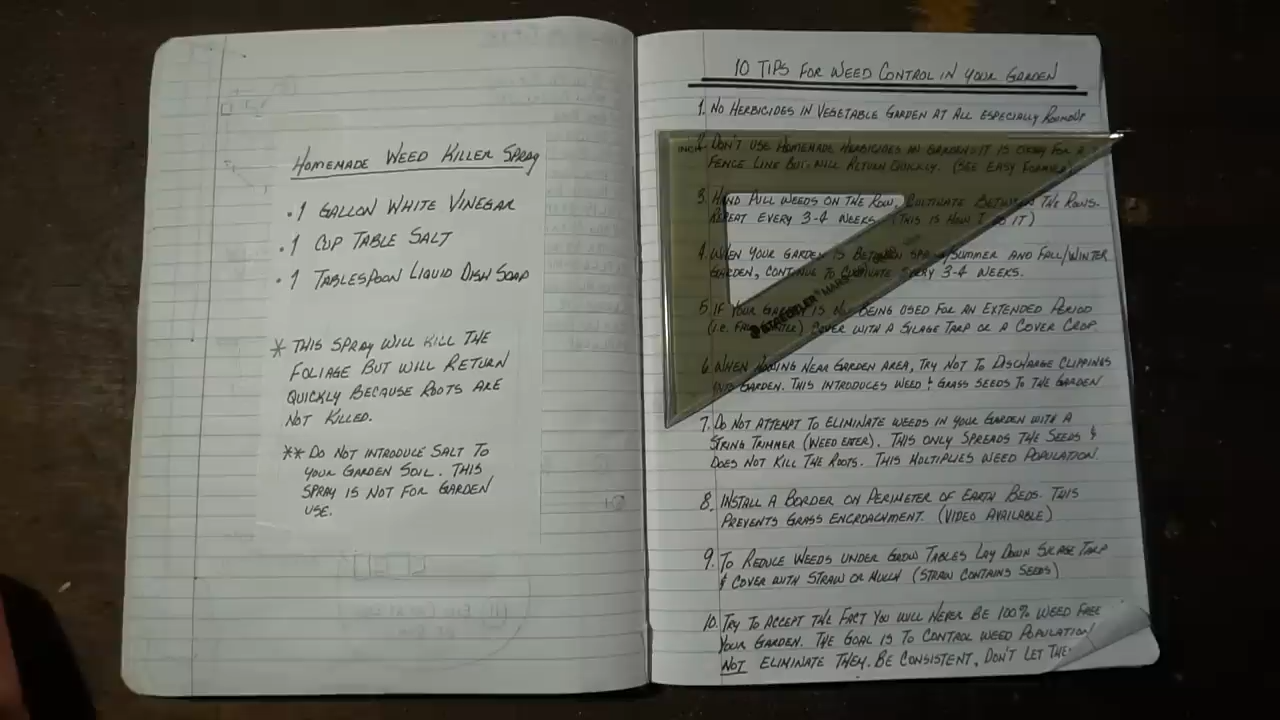 HOMEMADE WEED KILLER SPRAY
• 1 GALLON WHITE VINEGAR
• 1 CUP TABLE SALT
• 1 TABLESPOON LIQUID DISH SOAP
* THIS SPRAY WILL KILL THE
FOLIAGE BUT WILL RETURN
QUICKLY BECAUSE ROOTS ARE
NOT KILLED.
** DO NOT INTRODUCE SALT TO
YOUR GARDEN SOIL. THIS
SPRAY IS NOT FOR GARDEN
USE.
10 TIPS FOR WEED CONTROL IN YOUR GARDEN
1. NO HERBICIDES IN VEGETABLE GARDEN AT ALL ESPECIALLY ROUNDUP
2. DON'T USE HOMEMADE HERBICIDES IN GARDEN. IT IS OKAY FOR A
FENCE LINE BUT WILL RETURN QUICKLY. (SEE EASY FORMULA)
3. HAND PULL WEEDS ON THE ROW, CULTIVATE BETWEEN THE ROWS.
REPEAT EVERY 3-4 WEEKS. (THIS IS HOW I DO IT)
4. WHEN YOUR GARDEN IS BETWEEN SPRING/SUMMER AND FALL/WINTER
GARDEN, CONTINUE TO CULTIVATE EVERY 3-4 WEEKS.
5. IF YOUR GARDEN IS NOT BEING USED FOR AN EXTENDED PERIOD
(I.E. FALL/WINTER) COVER WITH A SILAGE TARP OR A COVER CROP.
STAEDTLER MARS
6. WHEN MOWING NEAR GARDEN AREA, TRY NOT TO DISCHARGE CLIPPINGS
INTO GARDEN. THIS INTRODUCES WEED & GRASS SEEDS TO THE GARDEN
7. DO NOT ATTEMPT TO ELIMINATE WEEDS IN YOUR GARDEN WITH A
STRING TRIMMER (WEED EATER). THIS ONLY SPREADS THE SEEDS &
DOES NOT KILL THE ROOTS. THIS MULTIPLIES WEED POPULATION.
8. INSTALL A BORDER ON PERIMETER OF EARTH BEDS. THIS
PREVENTS GRASS ENCROACHMENT. (VIDEO AVAILABLE)
9. TO REDUCE WEEDS UNDER GROW TABLES LAY DOWN SILAGE TARP
& COVER WITH STRAW OR MULCH (STRAW CONTAINS SEEDS)
10. TRY TO ACCEPT THE FACT YOU WILL NEVER BE 100% WEED FREE
YOUR GARDEN. THE GOAL IS TO CONTROL WEED POPULATION
NOT ELIMINATE THEM. BE CONSISTENT, DON'T LET